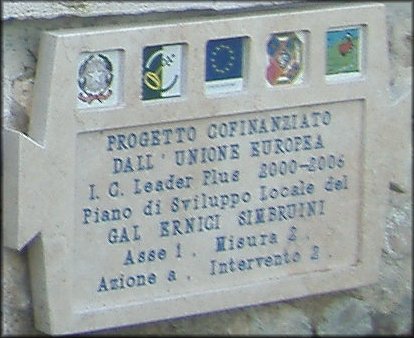 PROGETTO COFINANZIATO
DALL' UNIONE EUROPEA
I. C. Leader Plus 2000-2006
Piano di Sviluppo Locale del
GAL ERNICI SIMBRUINI
Asse 1 . Misura 2 .
Azione a . Intervento 2 .